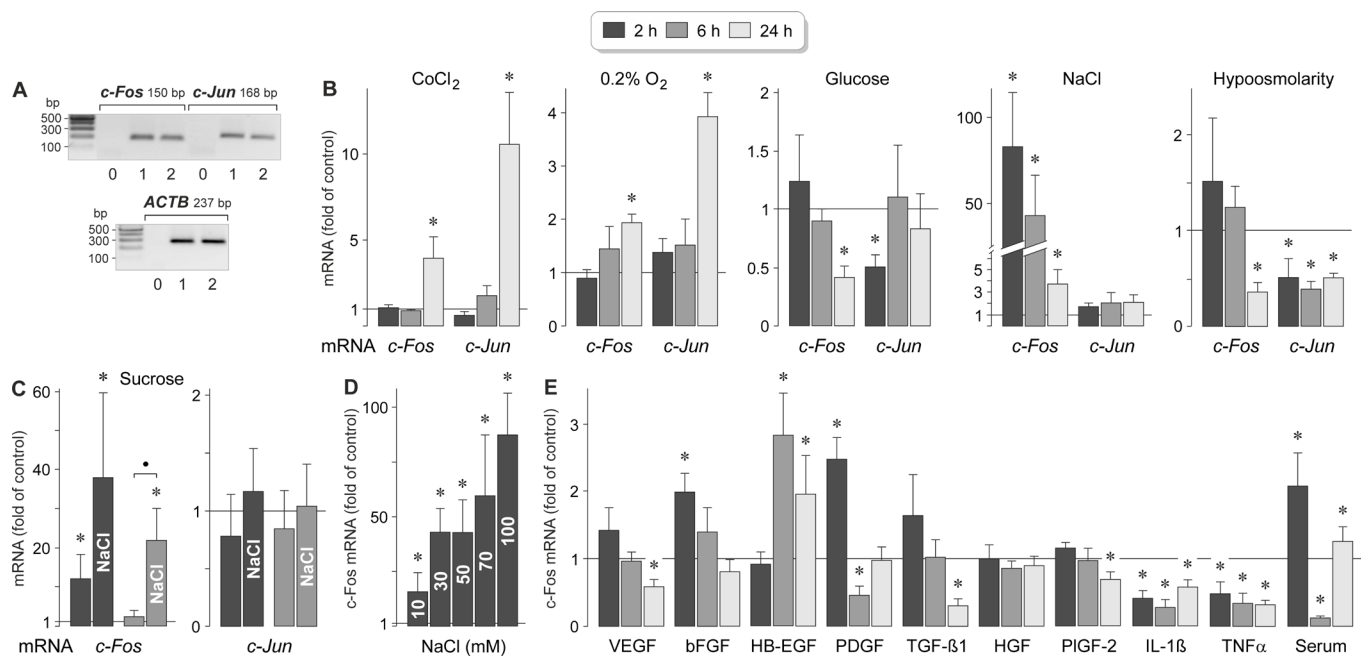 2 h 6 h 24 h
A
c-Fos 150 bp c-Jun 168 bp
bp
500
300
100
0 1 2 0 1 2
ACTB 237 bp
bp
500
300
100
0 1 2
B
mRNA (fold of control)
CoCl2
*
*
10
5
1
mRNA c-Fos c-Jun
0.2% O2
*
*
4
3
2
1
0
c-Fos c-Jun
Glucose
*
*
2
1.5
1
0.5
0
c-Fos c-Jun
NaCl
*
*
*
100
50
5
3
1
c-Fos c-Jun
Hypoosmolarity
* * * *
2
1
0
c-Fos c-Jun
C
Sucrose
mRNA (fold of control)
60
40
20
1
*
*
•
*
NaCl
NaCl
mRNA c-Fos
2
1
0
NaCl
NaCl
c-Jun
D
c-Fos mRNA (fold of control)
100
50
1
* * * * *
10 30 50 70 100
NaCl (mM)
E
c-Fos mRNA (fold of control)
3
2
1
0
* * * * * * * * * * * * * * * * *
VEGF bFGF HB-EGF PDGF TGF-ß1 HGF PlGF-2 IL-1ß TNFα Serum